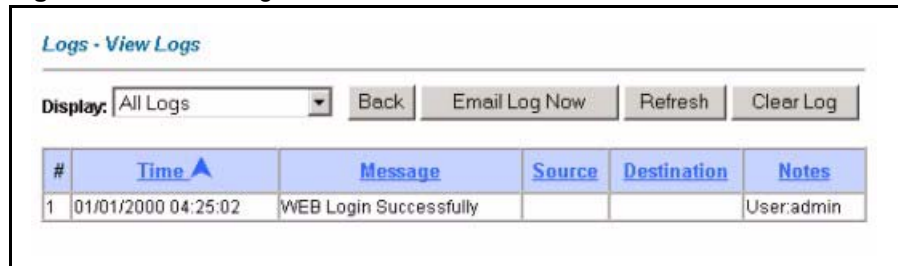 Logs - View Logs
Display: All Logs Back Email Log Now Refresh Clear Log
# Time Message Source Destination Notes
1 01/01/2000 04:25:02 WEB Login Successfully User:admin